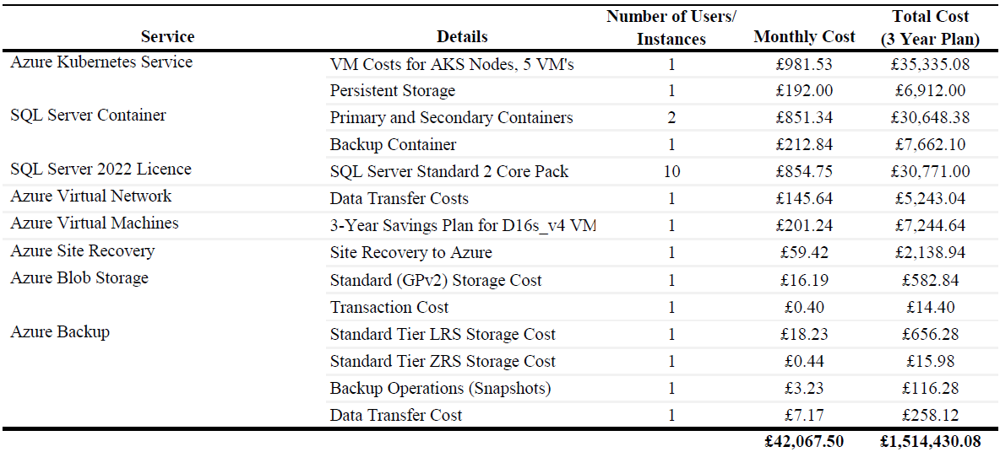 Service Details Number of Users/ Instances Monthly Cost Total Cost (3 Year Plan)
Azure Kubernetes Service VM Costs for AKS Nodes, 5 VM's 1 £981.53 £35,335.08
Persistent Storage 1 £192.00 £6,912.00
SQL Server Container Primary and Secondary Containers 2 £851.34 £30,648.38
Backup Container 1 £212.84 £7,662.10
SQL Server 2022 Licence SQL Server Standard 2 Core Pack 10 £854.75 £30,771.00
Azure Virtual Network Data Transfer Costs 1 £145.64 £5,243.04
Azure Virtual Machines 3-Year Savings Plan for D16s_v4 VM 1 £201.24 £7,244.64
Azure Site Recovery Site Recovery to Azure 1 £59.42 £2,138.94
Azure Blob Storage Standard (GPv2) Storage Cost 1 £16.19 £582.84
Transaction Cost 1 £0.40 £14.40
Azure Backup Standard Tier LRS Storage Cost 1 £18.23 £656.28
Standard Tier ZRS Storage Cost 1 £0.44 £15.98
Backup Operations (Snapshots) 1 £3.23 £116.28
Data Transfer Cost 1 £7.17 £258.12
£42,067.50 £1,514,430.08